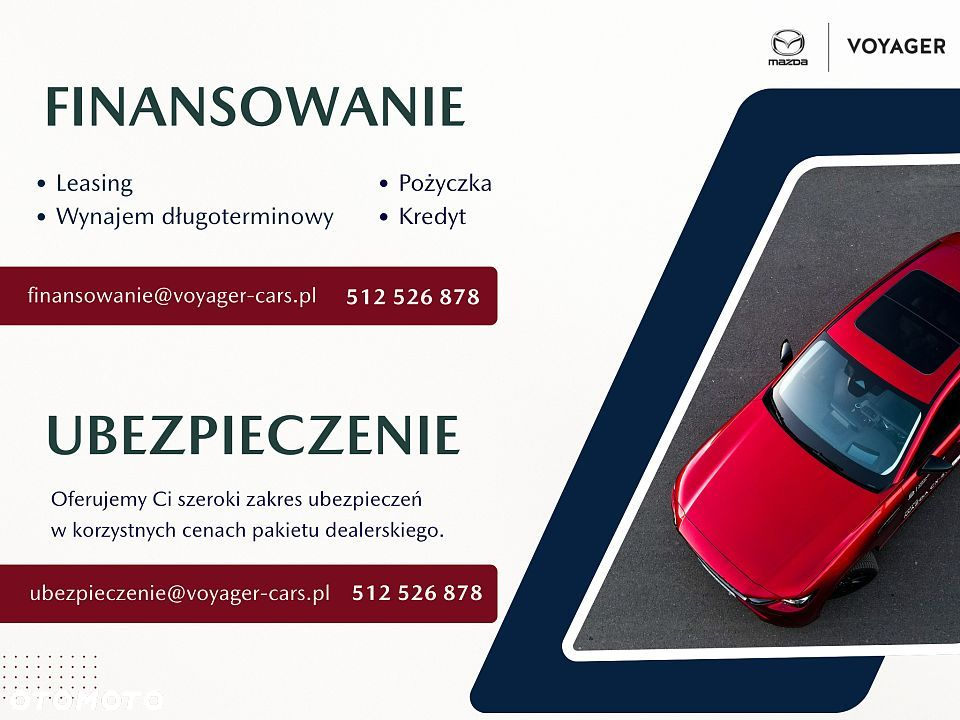 mazda
VOYAGER
FINANSOWANIE
• Leasing
• Wynajem długoterminowy
• Pożyczka
• Kredyt
finansowanie@voyager-cars.pl 512 526 878
UBEZPIECZENIE
Oferujemy Ci szeroki zakres ubezpieczeń
w korzystnych cenach pakietu dealerskiego.
ubezpieczenie@voyager-cars.pl 512 526 878
OTOMOTO